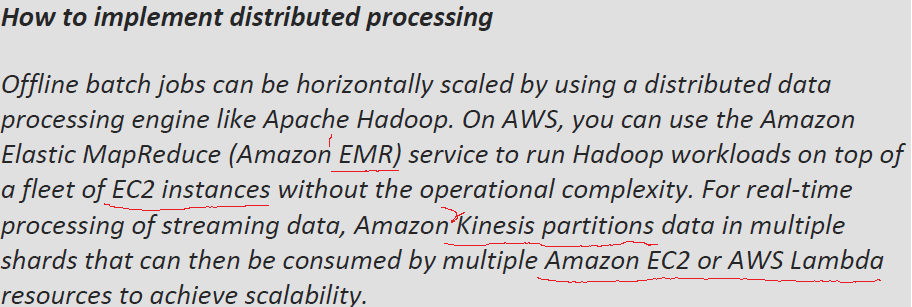 How to implement distributed processing
Offline batch jobs can be horizontally scaled by using a distributed data
processing engine like Apache Hadoop. On AWS, you can use the Amazon
Elastic MapReduce (Amazon EMR) service to run Hadoop workloads on top of
a fleet of EC2 instances without the operational complexity. For real-time
processing of streaming data, Amazon Kinesis partitions data in multiple
shards that can then be consumed by multiple Amazon EC2 or AWS Lambda
resources to achieve scalability.